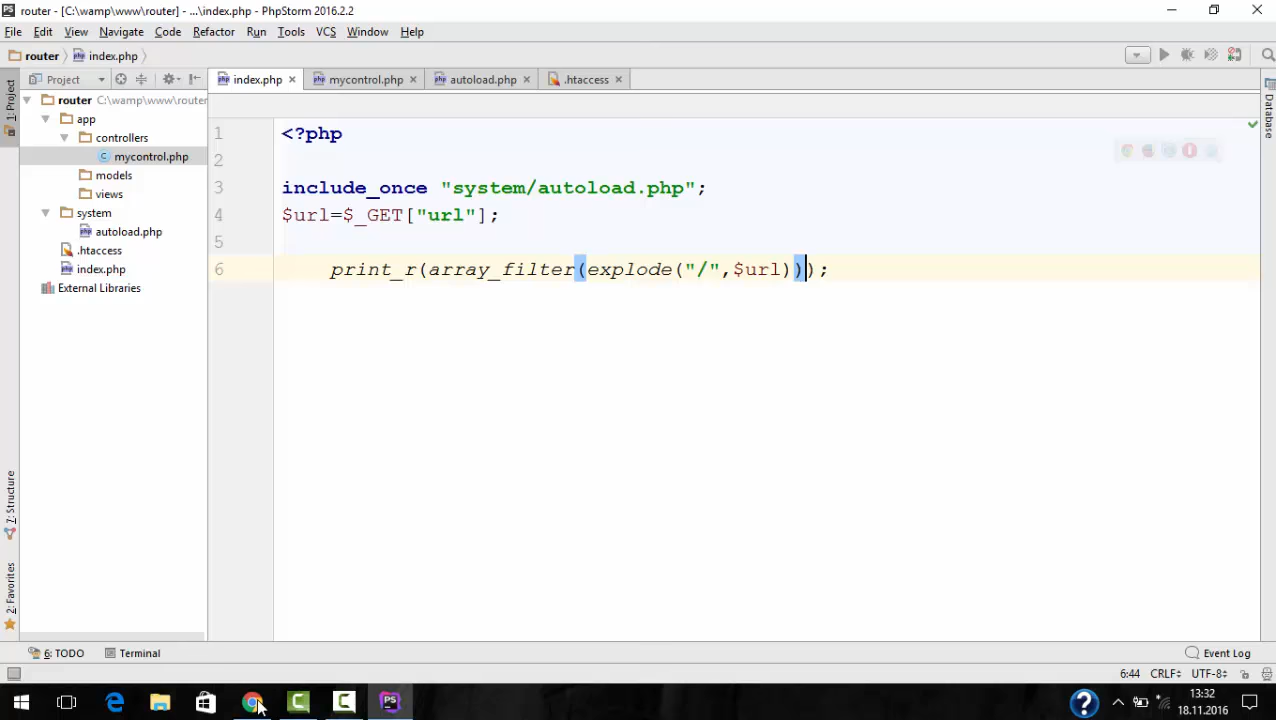 router - [C:\wamp\www\router] - ...\index.php - PhpStorm 2016.2.2
File Edit View Navigate Code Refactor Run Tools VCS Window Help
router index.php
Project
index.php mycontrol.php autoload.php .htaccess
1: Project
Database
router C:\wamp\www\router
app
controllers
mycontrol.php
models
views
system
autoload.php
.htaccess
index.php
External Libraries
1 <?php
2
3 include_once "system/autoload.php";
4 $url=$_GET["url"];
5
6 print_r(array_filter(explode("/",$url)));
7: Structure
2: Favorites
6: TODO Terminal Event Log
6:44 CRLF UTF-8
13:32
18.11.2016